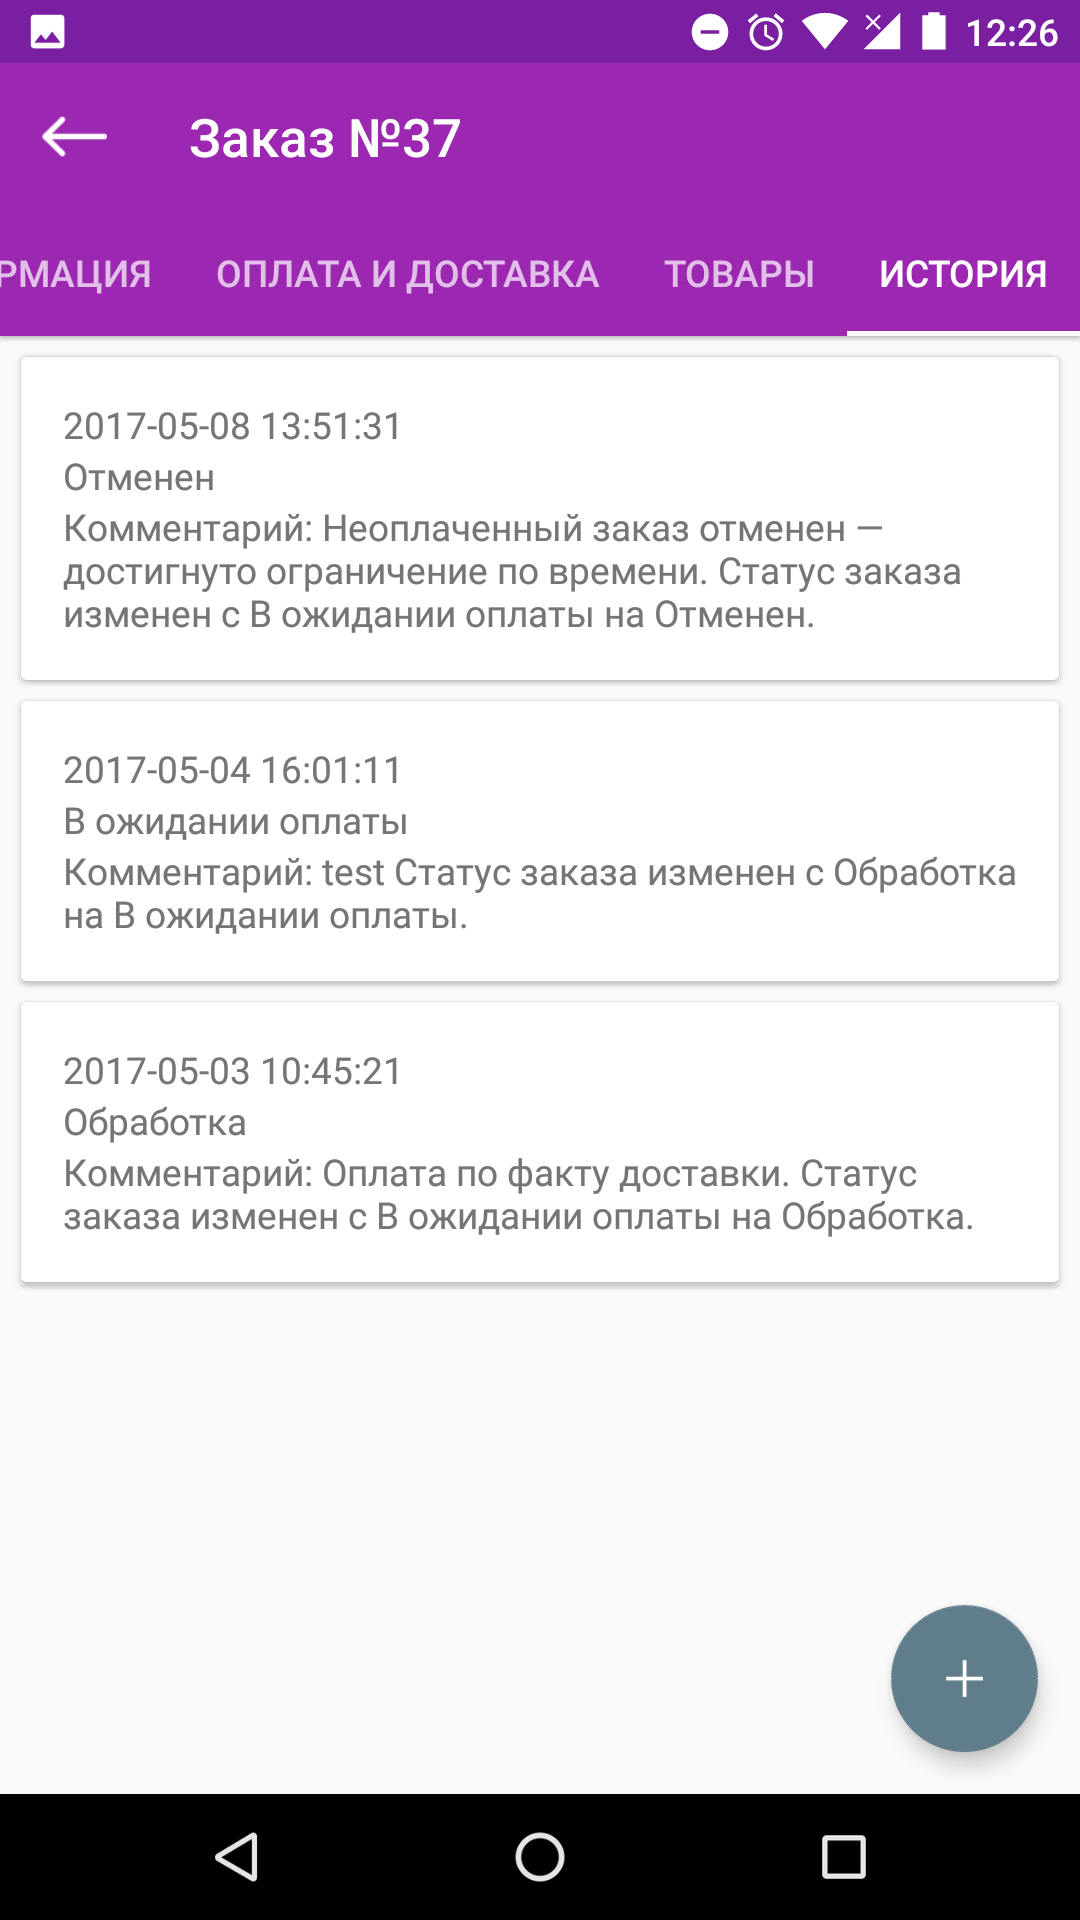 12:26
Заказ №37
РМАЦИЯ ОПЛАТА И ДОСТАВКА ТОВАРЫ ИСТОРИЯ
2017-05-08 13:51:31
Отменен
Комментарий: Неоплаченный заказ отменен —
достигнуто ограничение по времени. Статус заказа
изменен с В ожидании оплаты на Отменен.
2017-05-04 16:01:11
В ожидании оплаты
Комментарий: test Статус заказа изменен с Обработка
на В ожидании оплаты.
2017-05-03 10:45:21
Обработка
Комментарий: Оплата по факту доставки. Статус
заказа изменен с В ожидании оплаты на Обработка.